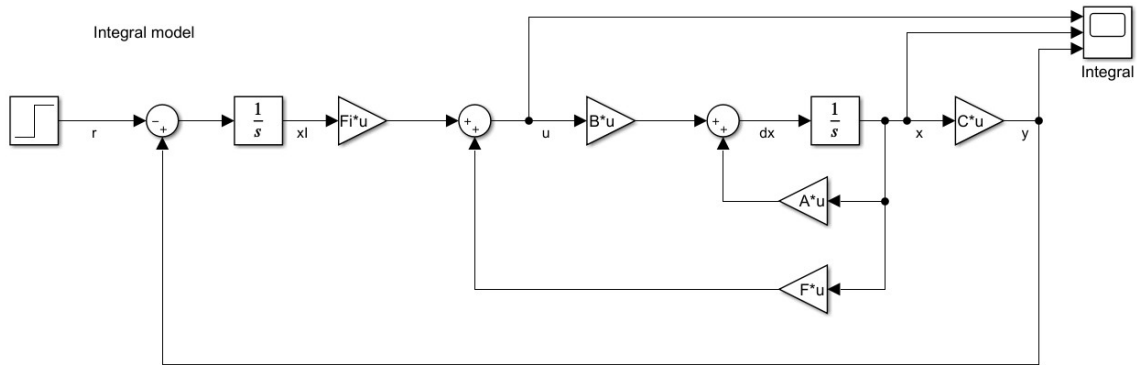 Integral model
Integral
r
−
+
1
s
xI
Fi*u
+
+
u
B*u
+
+
dx
1
s
x
C*u
y
A*u
F*u